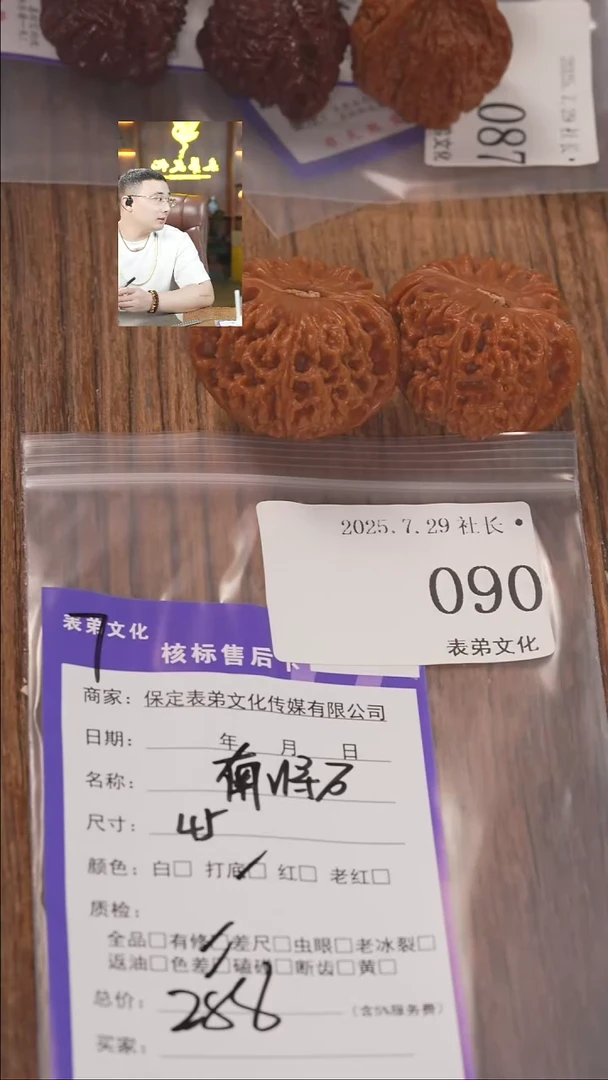 2025.7.29 社长
087
2025.7.29 社长
090
表弟文化
表弟文化
核标售后卡
商家：保定表弟文化传媒有限公司
日期： 年 月 日
名称： 南将石
尺寸： 45
颜色：白□ 打底□ 红□ 老红□
质检：
全品□有修□差尺□虫眼□老冰裂□
返油□色差□磕碰□断齿□黄□
总价： 288 (含5%服务费)
买家：